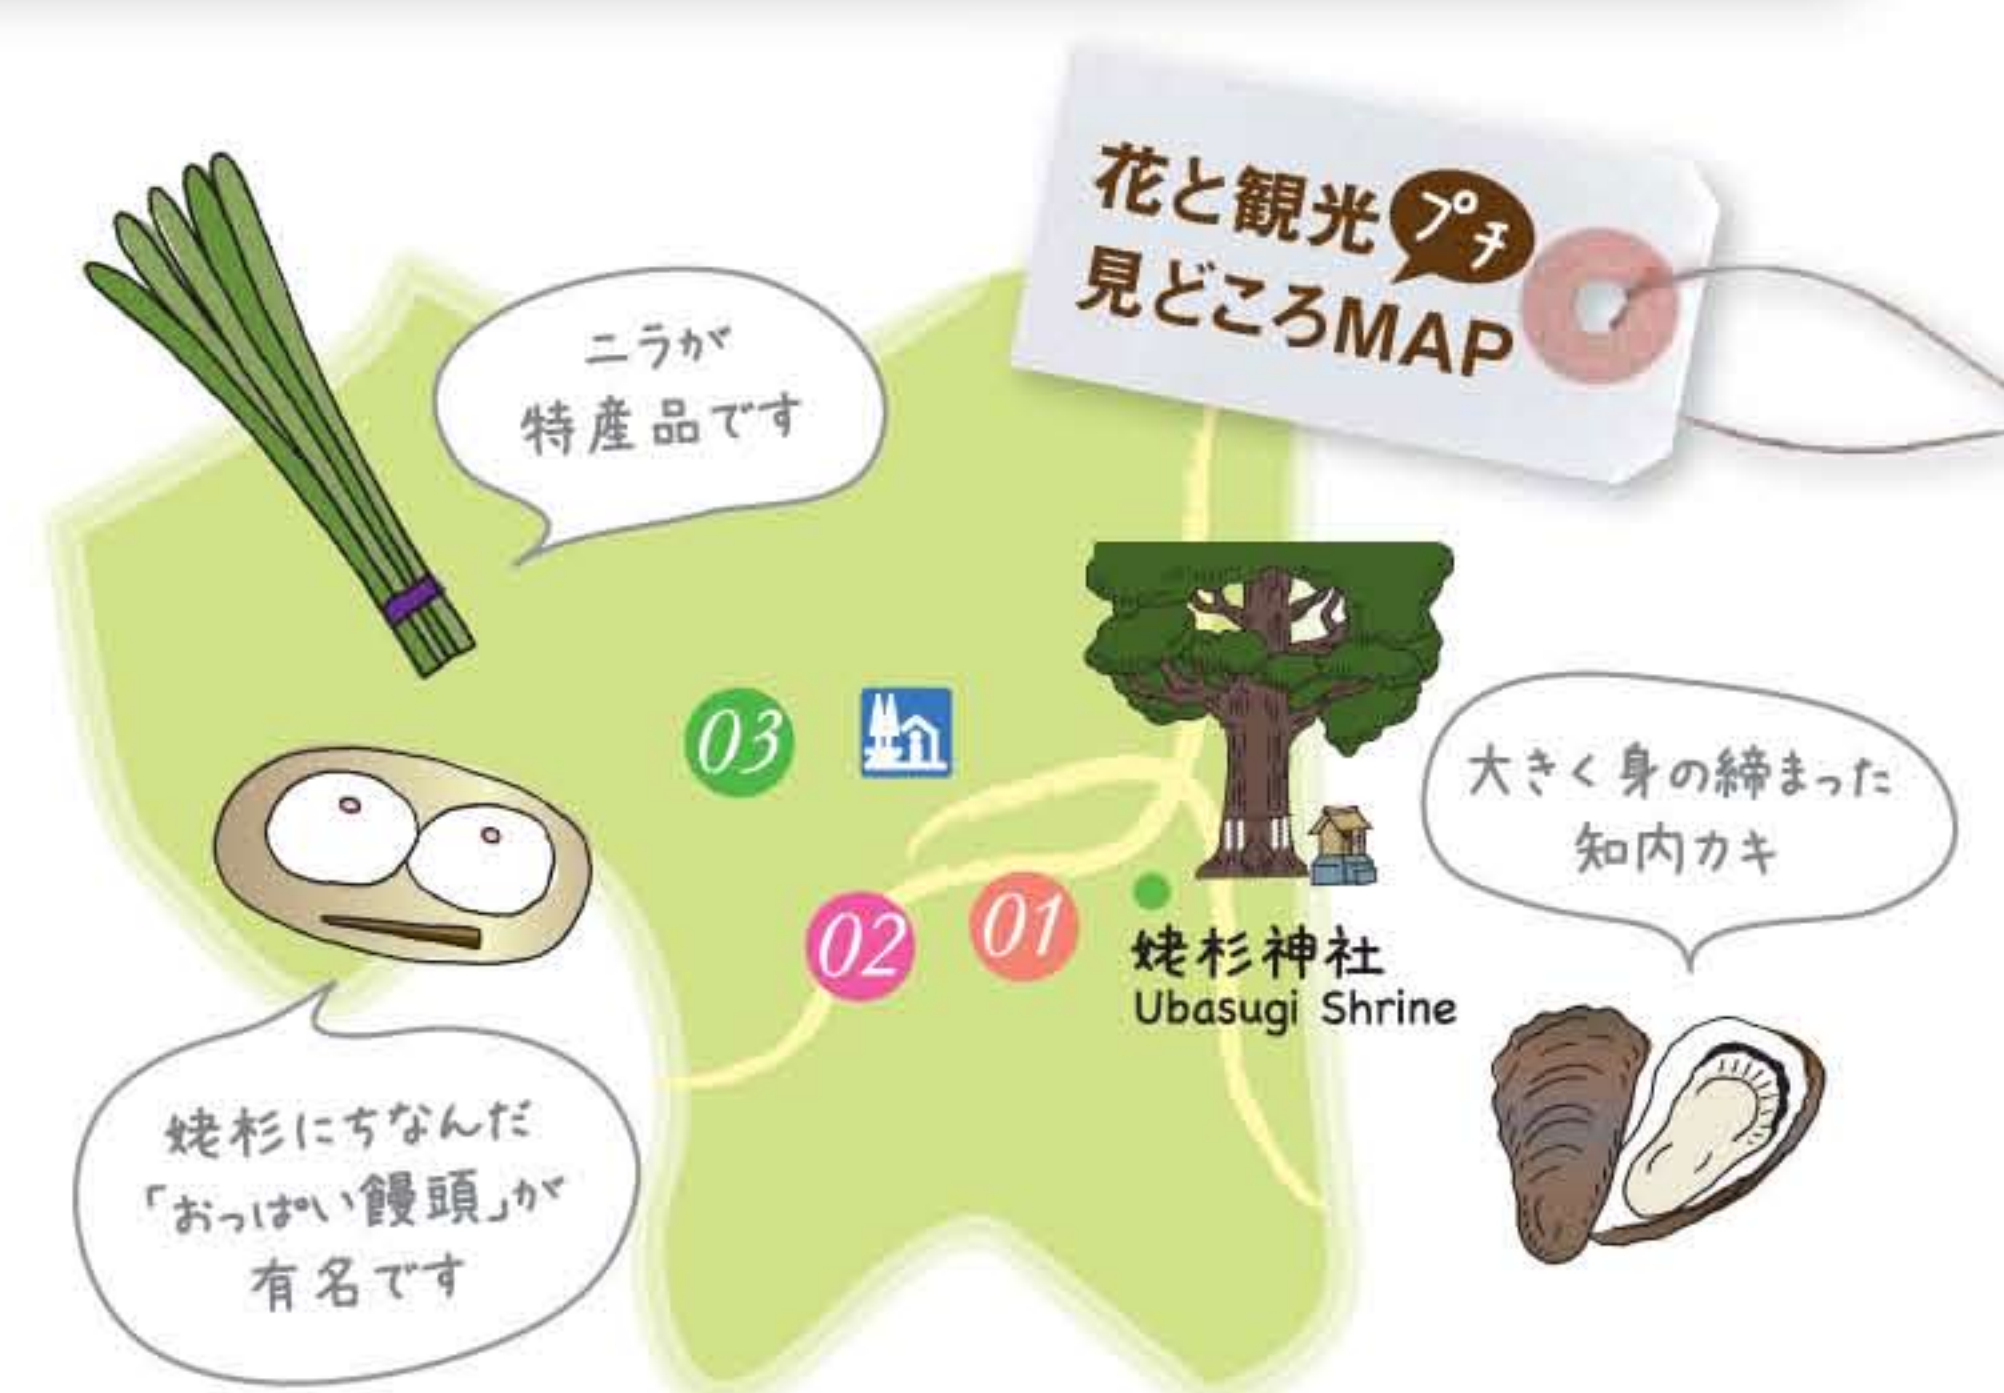 花と観光プチ
見どころMAP
ニラが
特産品です
03
大きく身の締まった
知内カキ
02
01
姥杉神社
Ubasugi Shrine
姥杉にちなんだ
「おっぱい饅頭」が
有名です